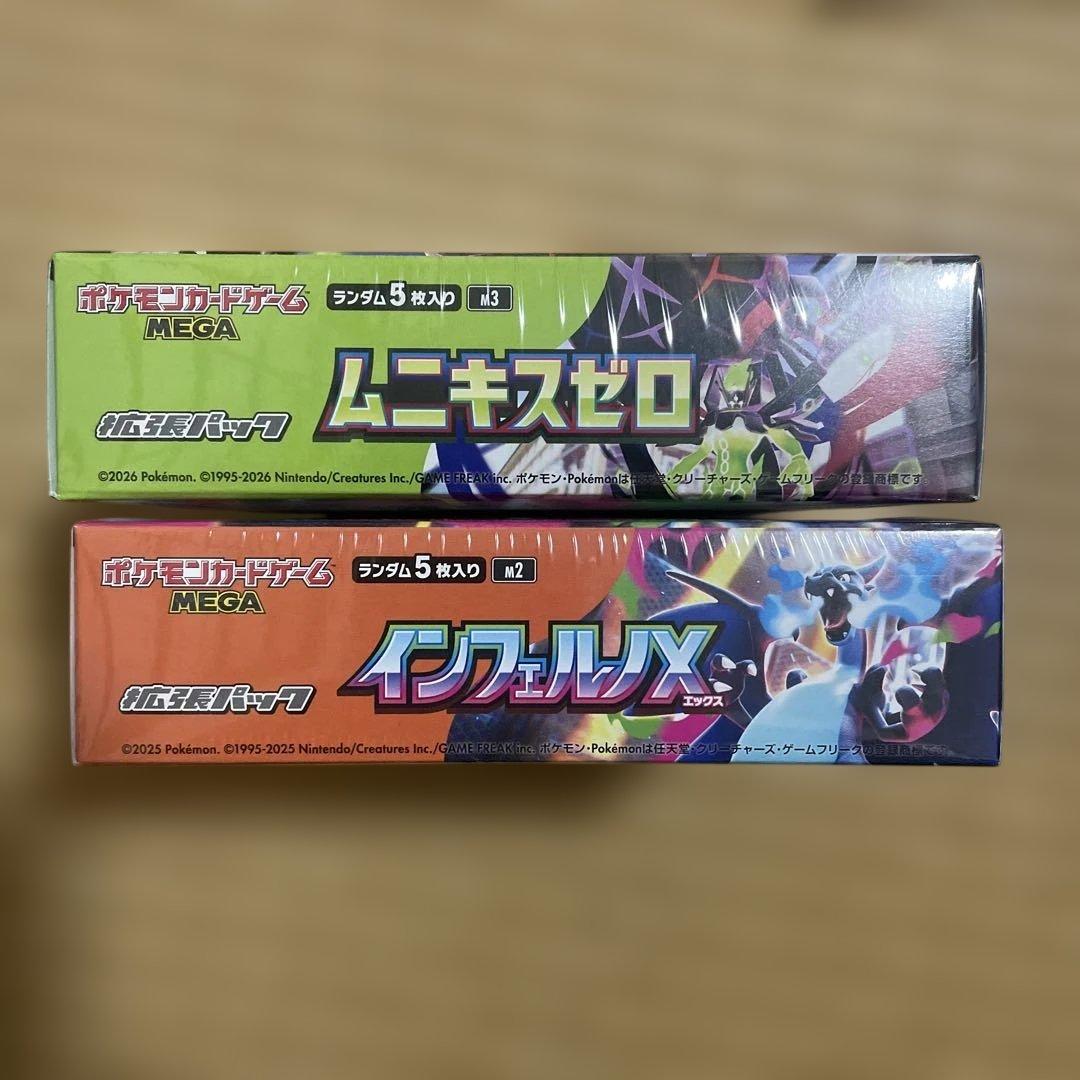 ポケモンカードゲーム
MEGA
ランダム5枚入り M3
ムニキスゼロ
拡張パック
©2026 Pokémon. ©1995-2026 Nintendo/Creatures Inc./GAME FREAK inc. ポケモン・Pokémonは任天堂・クリーチャーズ・ゲームフリークの登録商標です。
ポケモンカードゲーム
MEGA
ランダム5枚入り M2
インフェルノX
エックス
拡張パック
©2025 Pokémon. ©1995-2025 Nintendo/Creatures Inc./GAME FREAK inc. ポケモン・Pokémonは任天堂・クリーチャーズ・ゲームフリークの登録商標です。